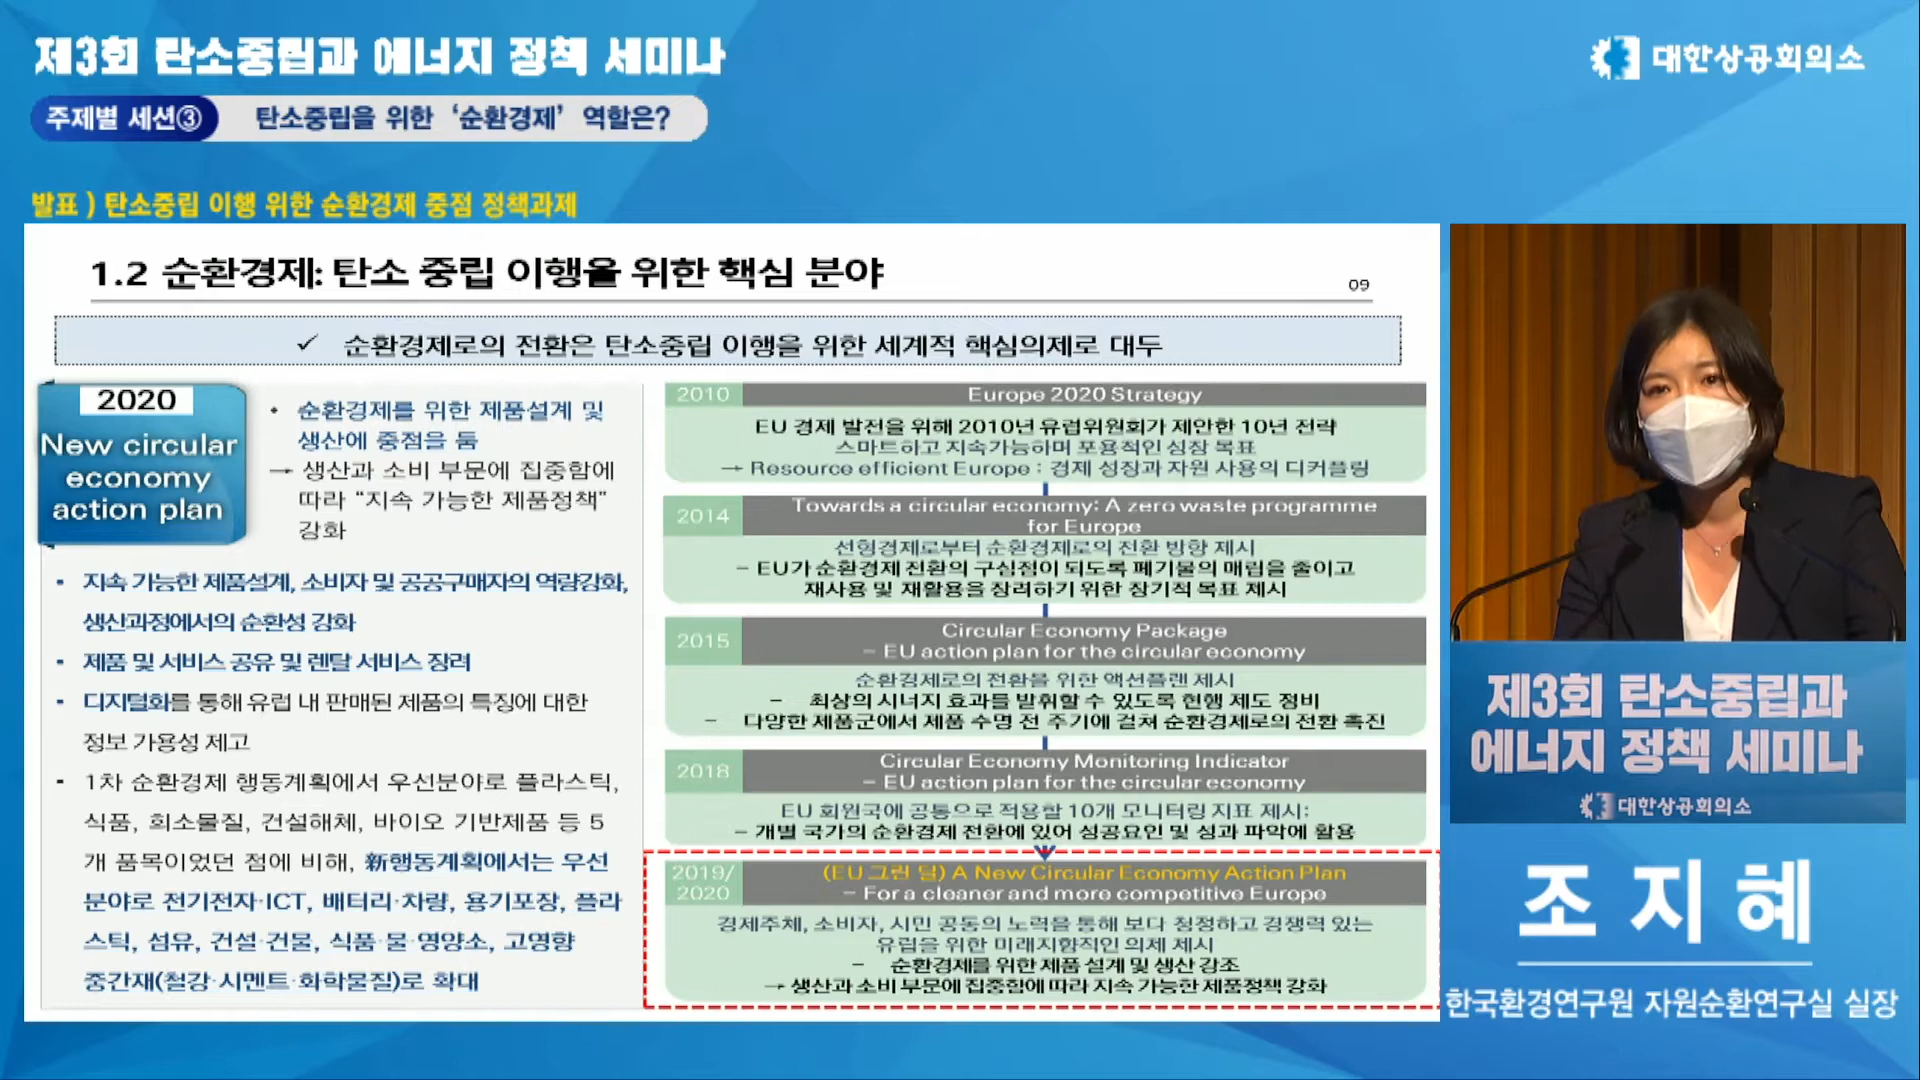 제3회 탄소중립과 에너지 정책 세미나
대한상공회의소
주제별 세션③
탄소중립을 위한 ‘순환경제’ 역할은?
발표 ) 탄소중립 이행 위한 순환경제 중점 정책과제
1.2 순환경제: 탄소 중립 이행을 위한 핵심 분야
09
✓ 순환경제로의 전환은 탄소중립 이행을 위한 세계적 핵심의제로 대두
2020
New circular
economy
action plan
• 순환경제를 위한 제품설계 및
생산에 중점을 둠
→ 생산과 소비 부문에 집중함에
따라 “지속 가능한 제품정책”
강화
- 지속 가능한 제품설계, 소비자 및 공공구매자의 역량강화,
생산과정에서의 순환성 강화
- 제품 및 서비스 공유 및 렌탈 서비스 장려
- 디지털화를 통해 유럽 내 판매된 제품의 특징에 대한
정보 가용성 제고
- 1차 순환경제 행동계획에서 우선분야로 플라스틱,
식품, 희소물질, 건설해체, 바이오 기반제품 등 5
개 품목이었던 점에 비해, 新행동계획에서는 우선
분야로 전기전자·ICT, 배터리·차량, 용기포장, 플라
스틱, 섬유, 건설·건물, 식품·물·영양소, 고영향
중간재(철강·시멘트·화학물질)로 확대
2010
Europe 2020 Strategy
EU 경제 발전을 위해 2010년 유럽위원회가 제안한 10년 전략
스마트하고 지속가능하며 포용적인 성장 목표
→ Resource efficient Europe : 경제 성장과 자원 사용의 디커플링
2014
Towards a circular economy: A zero waste programme
for Europe
선형경제로부터 순환경제로의 전환 방향 제시
– EU가 순환경제 전환의 구심점이 되도록 폐기물의 매립을 줄이고
재사용 및 재활용을 장려하기 위한 장기적 목표 제시
2015
Circular Economy Package
– EU action plan for the circular economy
순환경제로의 전환을 위한 액션플랜 제시
– 최상의 시너지 효과를 발휘할 수 있도록 현행 제도 정비
– 다양한 제품군에서 제품 수명 전 주기에 걸쳐 순환경제로의 전환 촉진
2018
Circular Economy Monitoring Indicator
– EU action plan for the circular economy
EU 회원국에 공통으로 적용할 10개 모니터링 지표 제시:
– 개별 국가의 순환경제 전환에 있어 성공요인 및 성과 파악에 활용
2019/
2020
(EU 그린 딜) A New Circular Economy Action Plan
– For a cleaner and more competitive Europe
경제주체, 소비자, 시민 공동의 노력을 통해 보다 청정하고 경쟁력 있는
유럽을 위한 미래지향적인 의제 제시
– 순환경제를 위한 제품 설계 및 생산 강조
→ 생산과 소비 부문에 집중함에 따라 지속 가능한 제품정책 강화
제3회 탄소중립과
에너지 정책 세미나
대한상공회의소
조지혜
한국환경연구원 자원순환연구실 실장